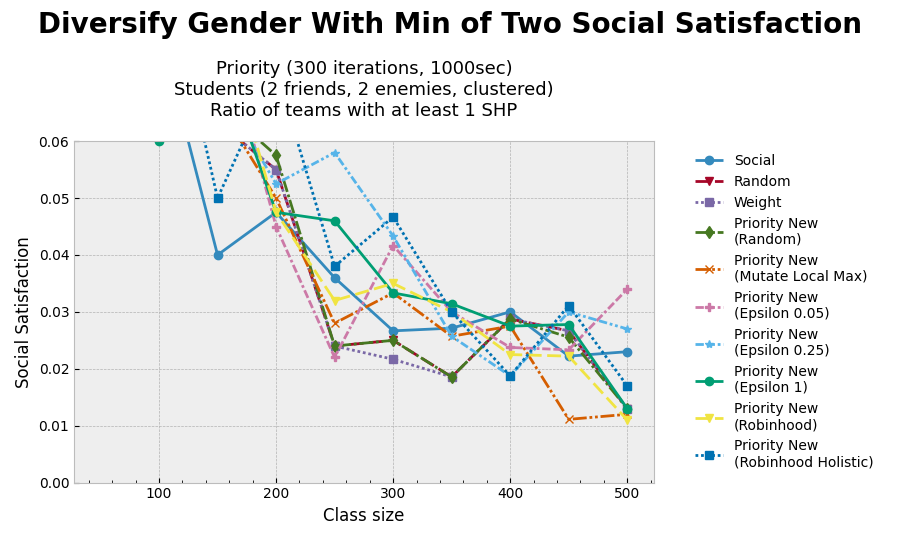 Diversify Gender With Min of Two Social Satisfaction
Priority (300 iterations, 1000sec)
Students (2 friends, 2 enemies, clustered)
Ratio of teams with at least 1 SHP
0.06
0.05
0.04
0.03
0.02
0.01
0.00
Social Satisfaction
100
200
300
400
500
Class size
Social
Random
Weight
Priority New
(Random)
Priority New
(Mutate Local Max)
Priority New
(Epsilon 0.05)
Priority New
(Epsilon 0.25)
Priority New
(Epsilon 1)
Priority New
(Robinhood)
Priority New
(Robinhood Holistic)